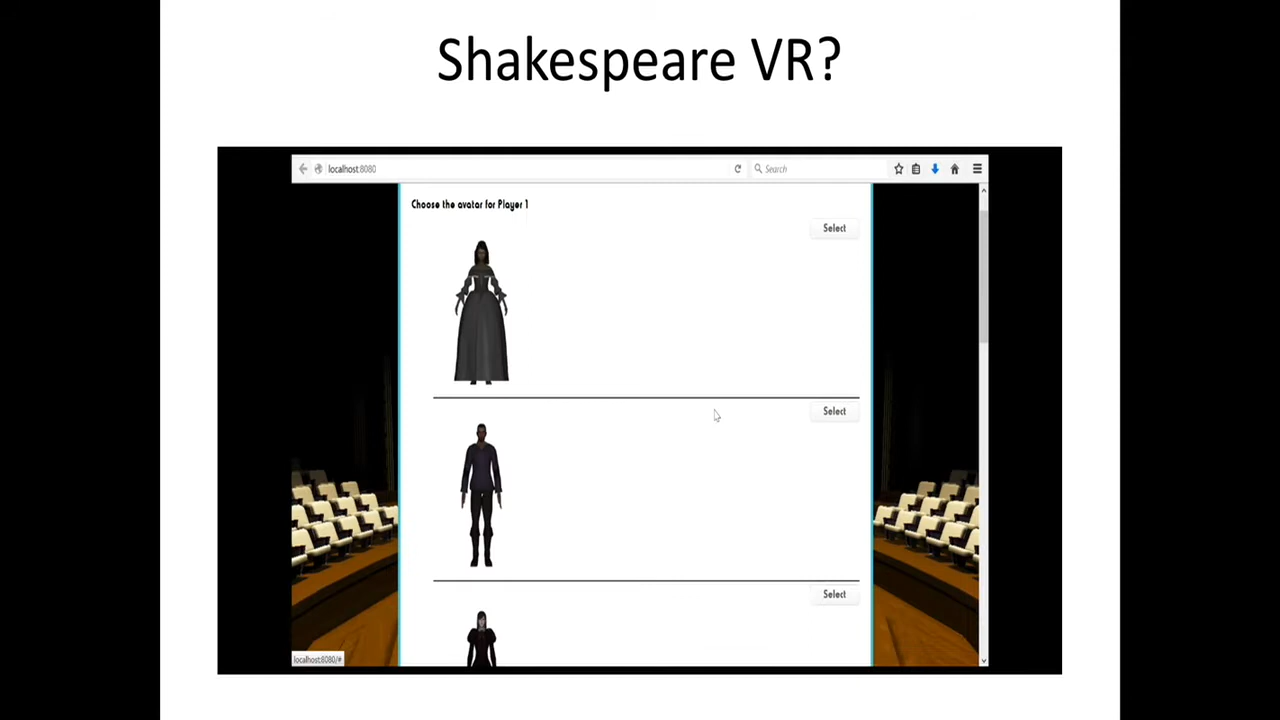 Shakespeare VR?
localhost:8080
Search
Choose the avatar for Player 1
Select
Select
Select
localhost:8080/#